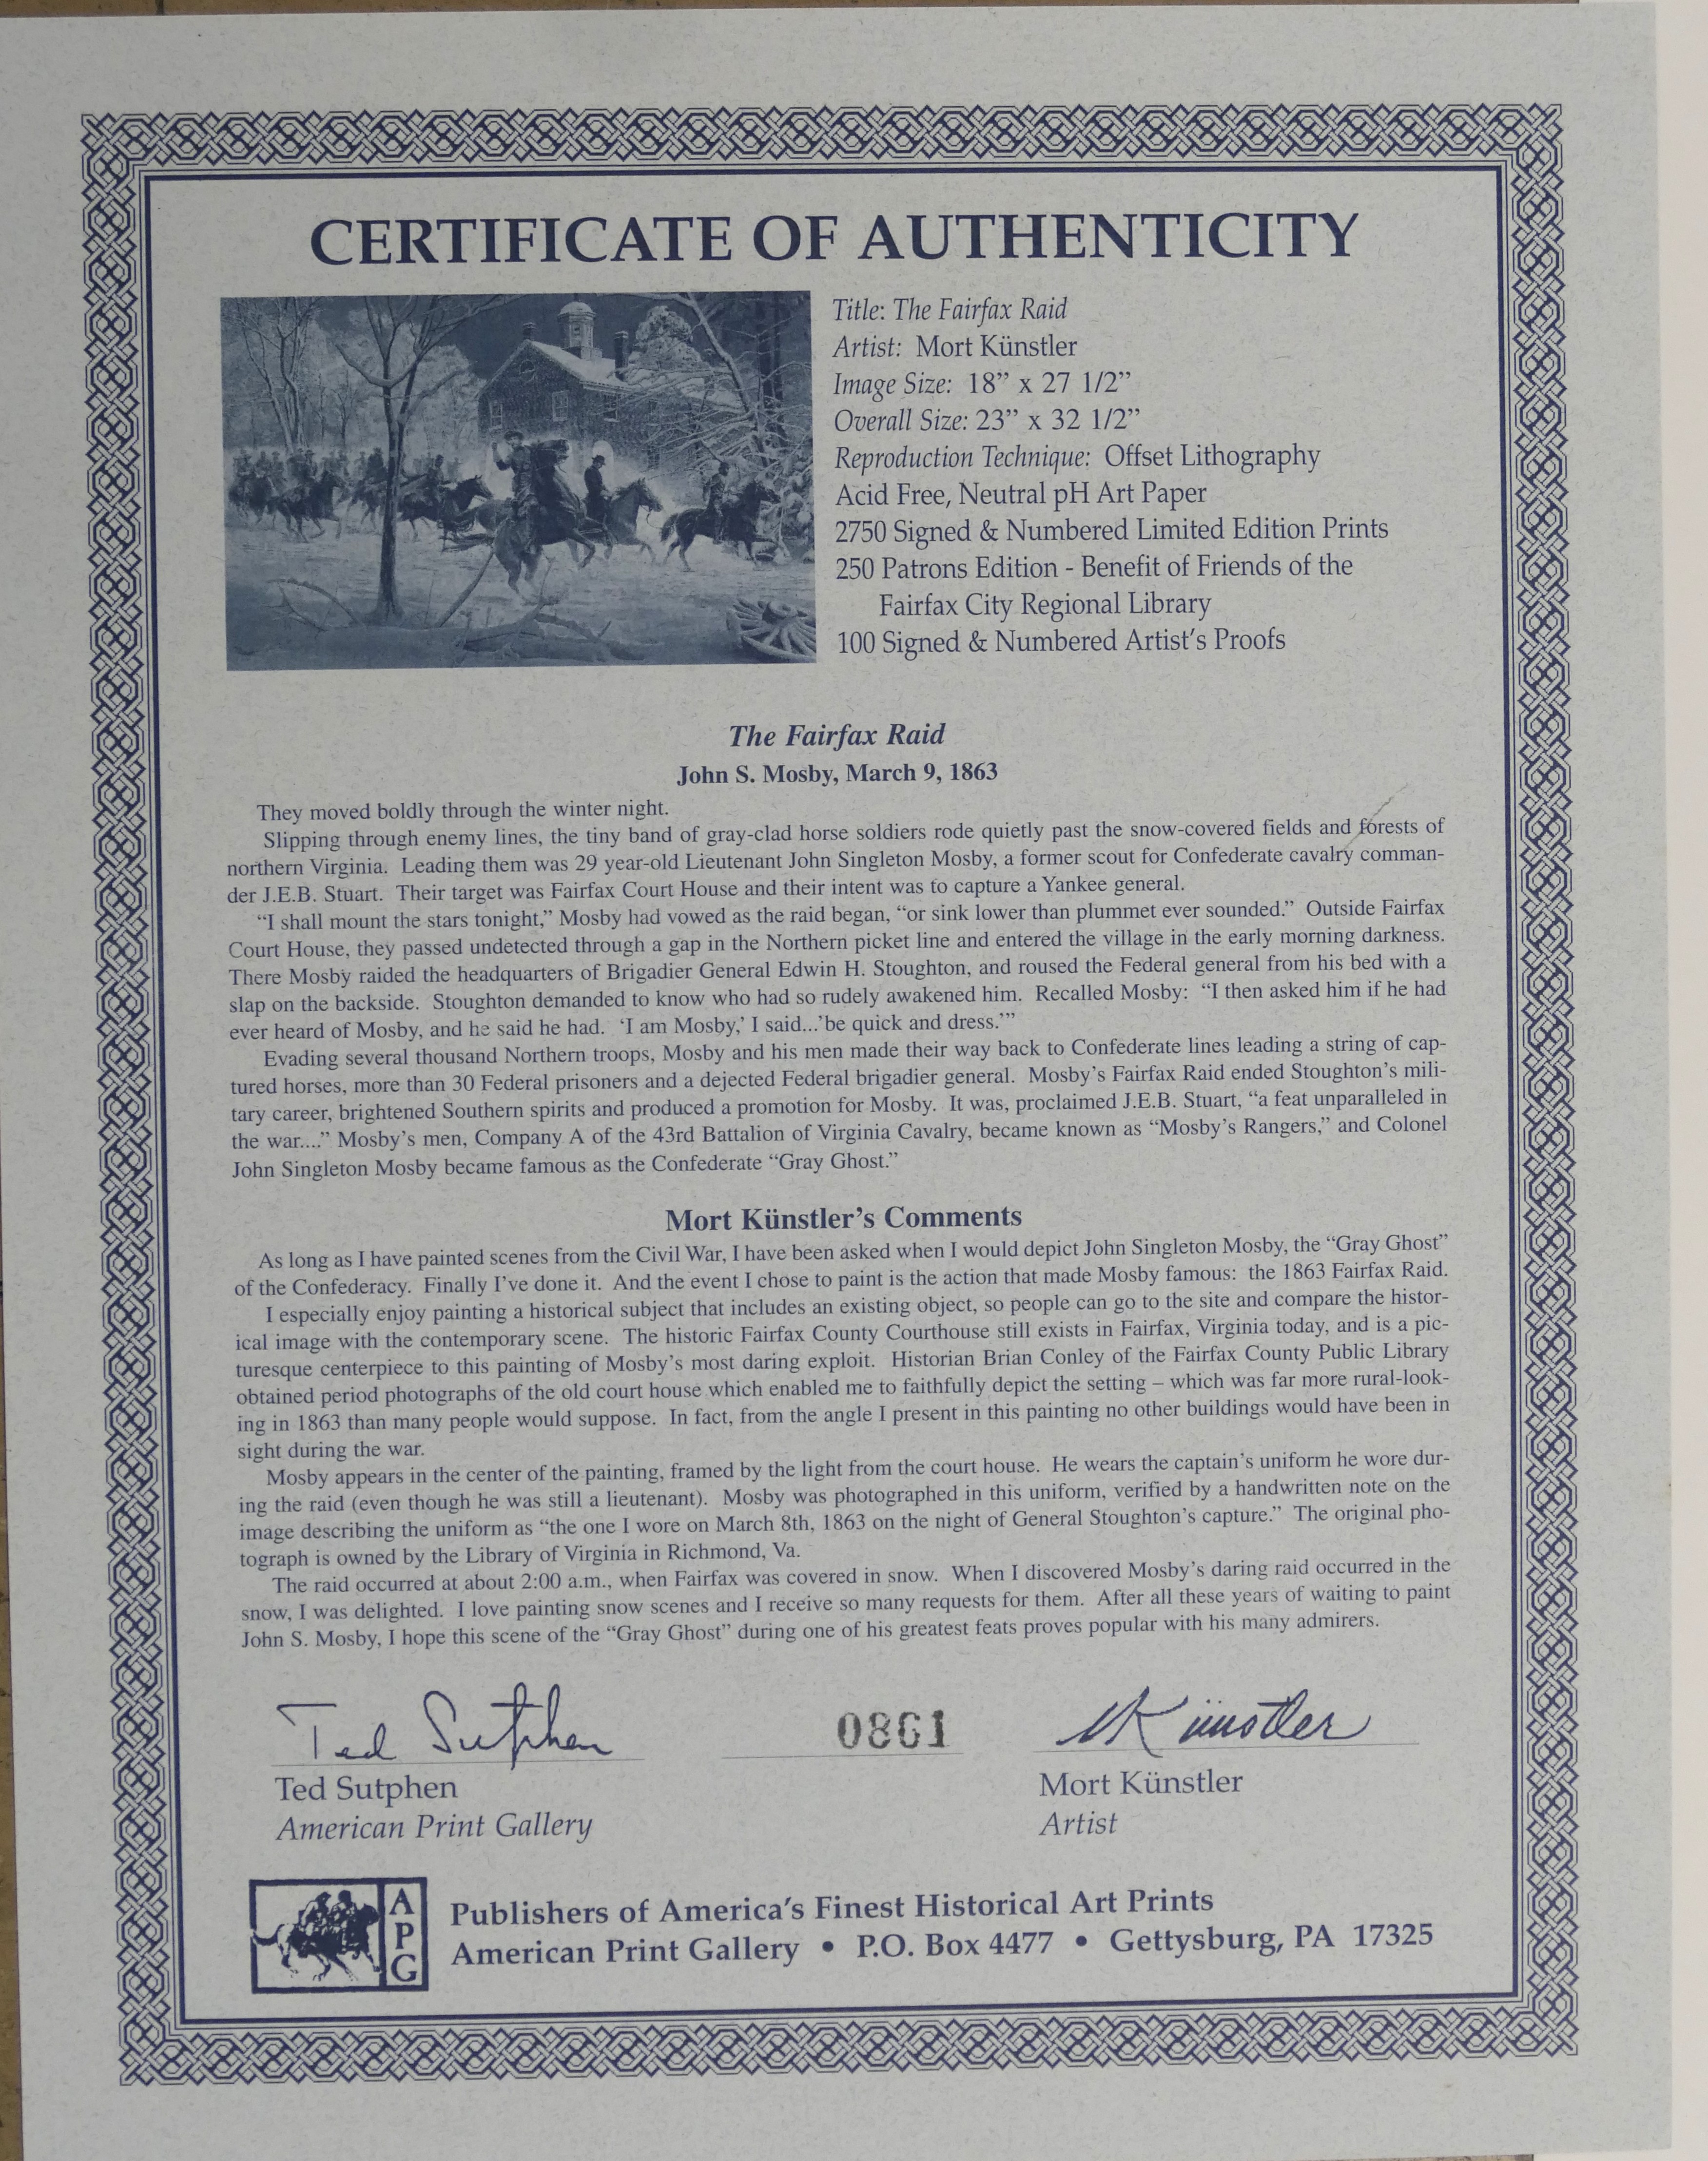 CERTIFICATE OF AUTHENTICITY
Title: The Fairfax Raid
Artist: Mort Künstler
Image Size: 18” x 27 1/2”
Overall Size: 23” x 32 1/2”
Reproduction Technique: Offset Lithography
Acid Free, Neutral pH Art Paper
2750 Signed & Numbered Limited Edition Prints
250 Patrons Edition - Benefit of Friends of the
Fairfax City Regional Library
100 Signed & Numbered Artist’s Proofs
The Fairfax Raid
John S. Mosby, March 9, 1863
They moved boldly through the winter night.
Slipping through enemy lines, the tiny band of gray-clad horse soldiers rode quietly past the snow-covered fields and forests of
northern Virginia. Leading them was 29 year-old Lieutenant John Singleton Mosby, a former scout for Confederate cavalry comman-
der J.E.B. Stuart. Their target was Fairfax Court House and their intent was to capture a Yankee general.
“I shall mount the stars tonight,” Mosby had vowed as the raid began, “or sink lower than plummet ever sounded.” Outside Fairfax
Court House, they passed undetected through a gap in the Northern picket line and entered the village in the early morning darkness.
There Mosby raided the headquarters of Brigadier General Edwin H. Stoughton, and roused the Federal general from his bed with a
slap on the backside. Stoughton demanded to know who had so rudely awakened him. Recalled Mosby: “I then asked him if he had
ever heard of Mosby, and he said he had. ‘I am Mosby,’ I said...’be quick and dress.’”
Evading several thousand Northern troops, Mosby and his men made their way back to Confederate lines leading a string of cap-
tured horses, more than 30 Federal prisoners and a dejected Federal brigadier general. Mosby’s Fairfax Raid ended Stoughton’s mili-
tary career, brightened Southern spirits and produced a promotion for Mosby. It was, proclaimed J.E.B. Stuart, “a feat unparalleled in
the war....” Mosby’s men, Company A of the 43rd Battalion of Virginia Cavalry, became known as “Mosby’s Rangers,” and Colonel
John Singleton Mosby became famous as the Confederate “Gray Ghost.”
Mort Künstler’s Comments
As long as I have painted scenes from the Civil War, I have been asked when I would depict John Singleton Mosby, the “Gray Ghost”
of the Confederacy. Finally I’ve done it. And the event I chose to paint is the action that made Mosby famous: the 1863 Fairfax Raid.
I especially enjoy painting a historical subject that includes an existing object, so people can go to the site and compare the histor-
ical image with the contemporary scene. The historic Fairfax County Courthouse still exists in Fairfax, Virginia today, and is a pic-
turesque centerpiece to this painting of Mosby’s most daring exploit. Historian Brian Conley of the Fairfax County Public Library
obtained period photographs of the old court house which enabled me to faithfully depict the setting – which was far more rural-look-
ing in 1863 than many people would suppose. In fact, from the angle I present in this painting no other buildings would have been in
sight during the war.
Mosby appears in the center of the painting, framed by the light from the court house. He wears the captain’s uniform he wore dur-
ing the raid (even though he was still a lieutenant). Mosby was photographed in this uniform, verified by a handwritten note on the
image describing the uniform as “the one I wore on March 8th, 1863 on the night of General Stoughton’s capture.” The original pho-
tograph is owned by the Library of Virginia in Richmond, Va.
The raid occurred at about 2:00 a.m., when Fairfax was covered in snow. When I discovered Mosby’s daring raid occurred in the
snow, I was delighted. I love painting snow scenes and I receive so many requests for them. After all these years of waiting to paint
John S. Mosby, I hope this scene of the “Gray Ghost” during one of his greatest feats proves popular with his many admirers.
Ted Sutphen
0861
MKünstler
Ted Sutphen
American Print Gallery
Mort Künstler
Artist
APG
Publishers of America’s Finest Historical Art Prints
American Print Gallery • P.O. Box 4477 • Gettysburg, PA 17325